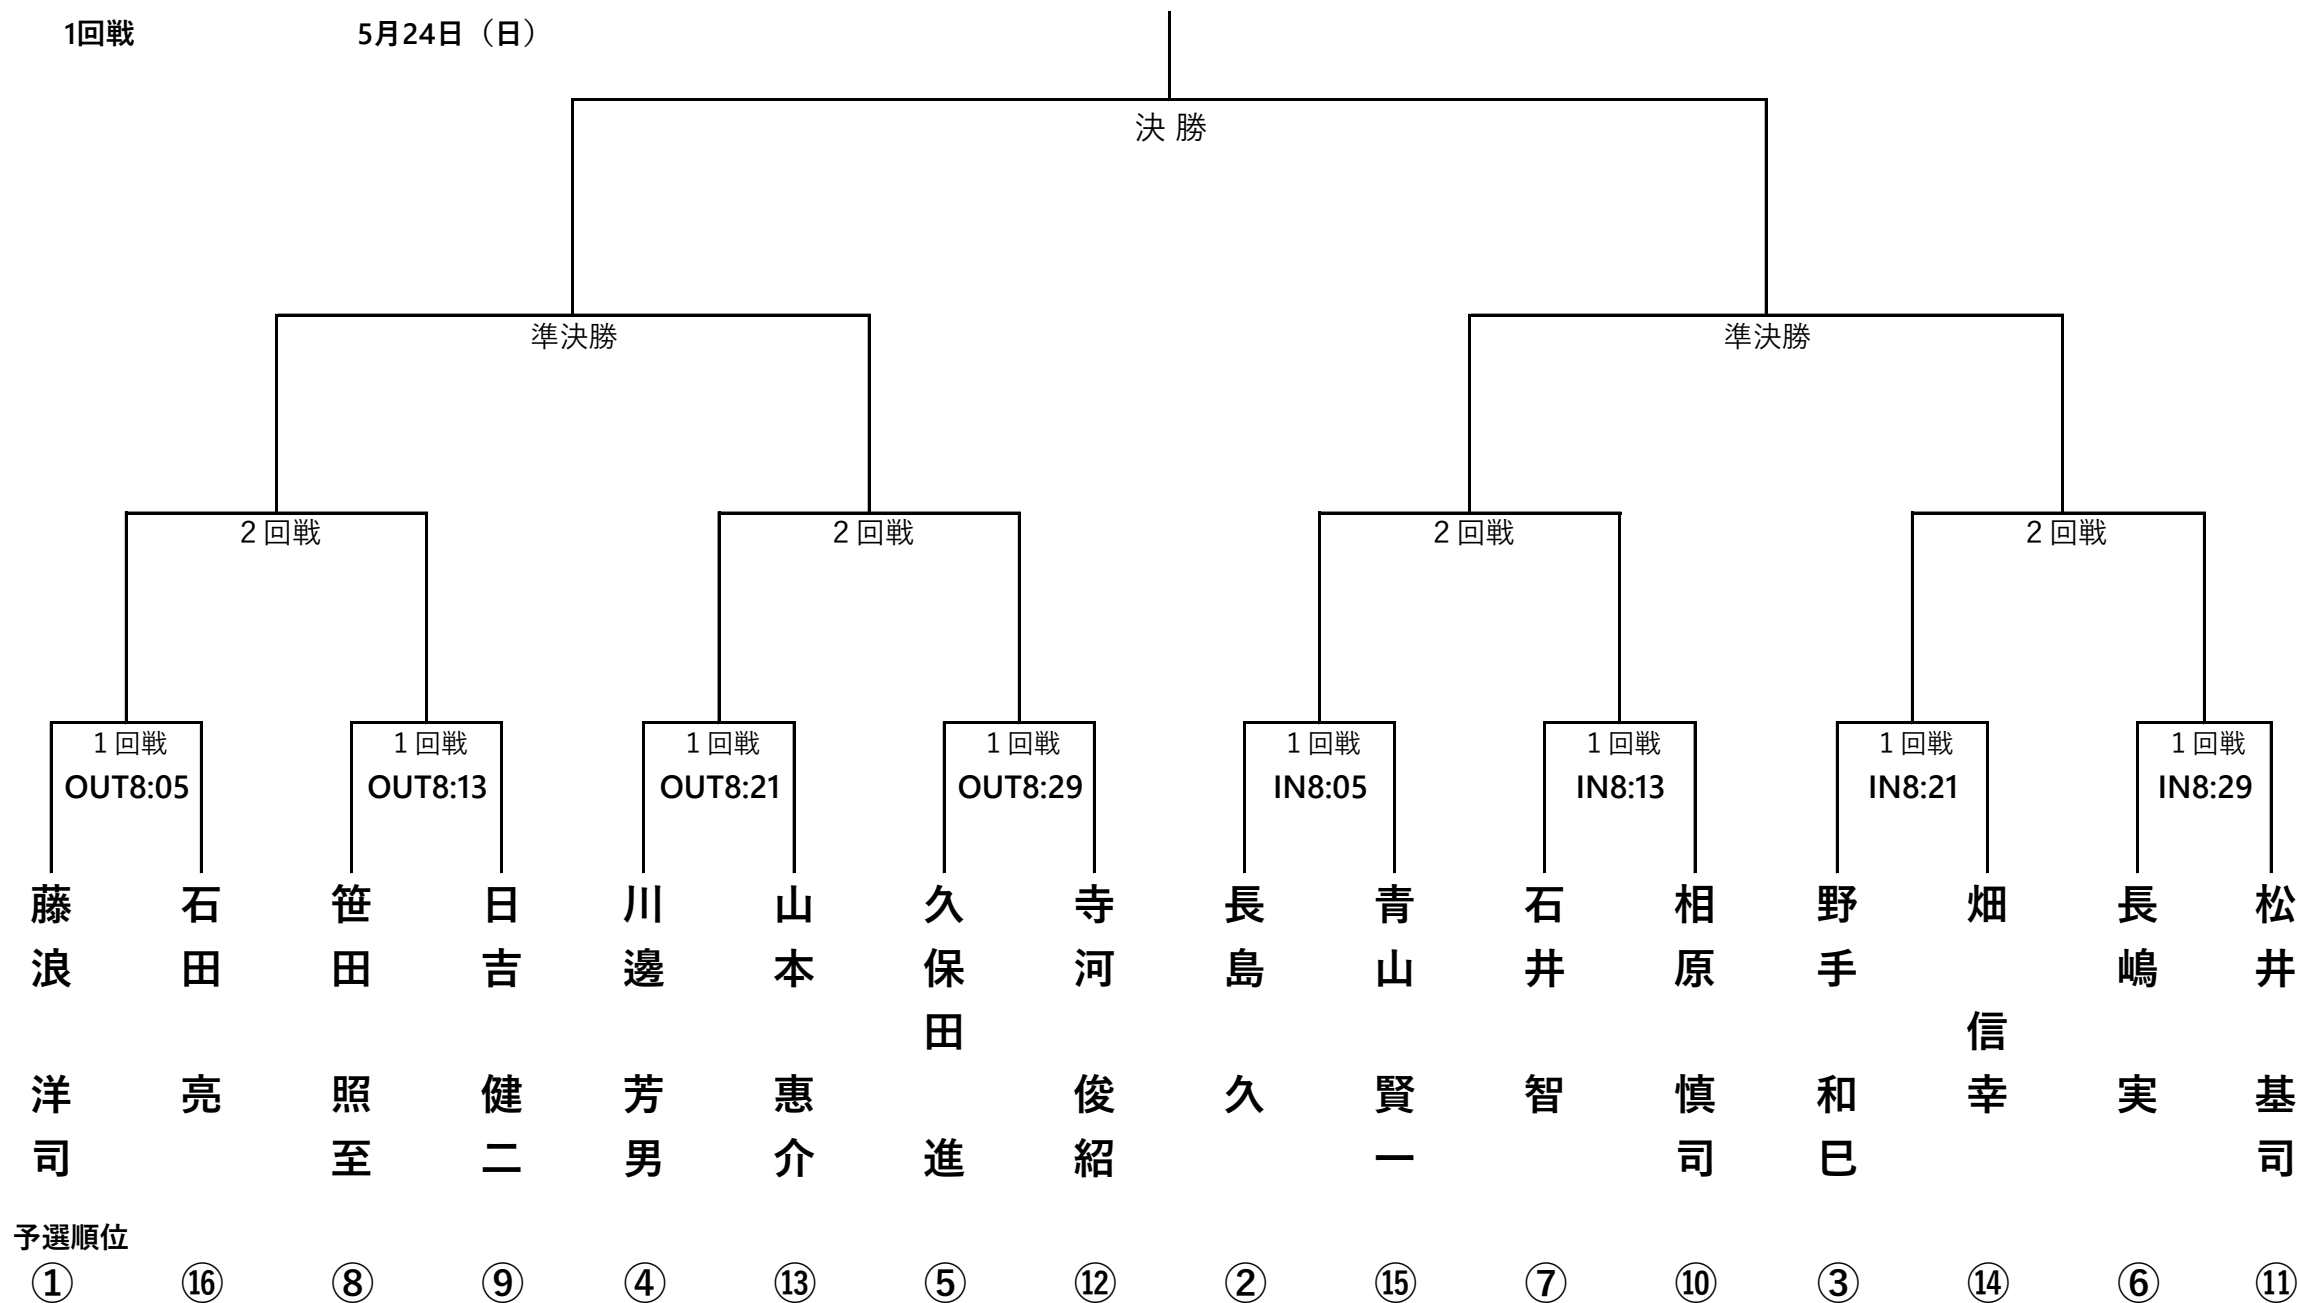 1回戦 5月24日（日）
決 勝
準決勝 準決勝
２回戦 ２回戦 ２回戦 ２回戦
１回戦 １回戦 １回戦 １回戦 １回戦 １回戦 １回戦 １回戦
OUT8:05 OUT8:13 OUT8:21 OUT8:29 IN8:05 IN8:13 IN8:21 IN8:29
藤浪 洋司
石田 亮
笹田 照至
日吉 健二
川邊 芳男
山本 惠介
久保田 進
寺河 俊紹
長島 久
青山 賢一
石井 智
相原 慎司
野手 和巳
畑 信幸
長嶋 実
松井 基司
予選順位
① ⑯ ⑧ ⑨ ④ ⑬ ⑤ ⑫ ② ⑮ ⑦ ⑩ ③ ⑭ ⑥ ⑪